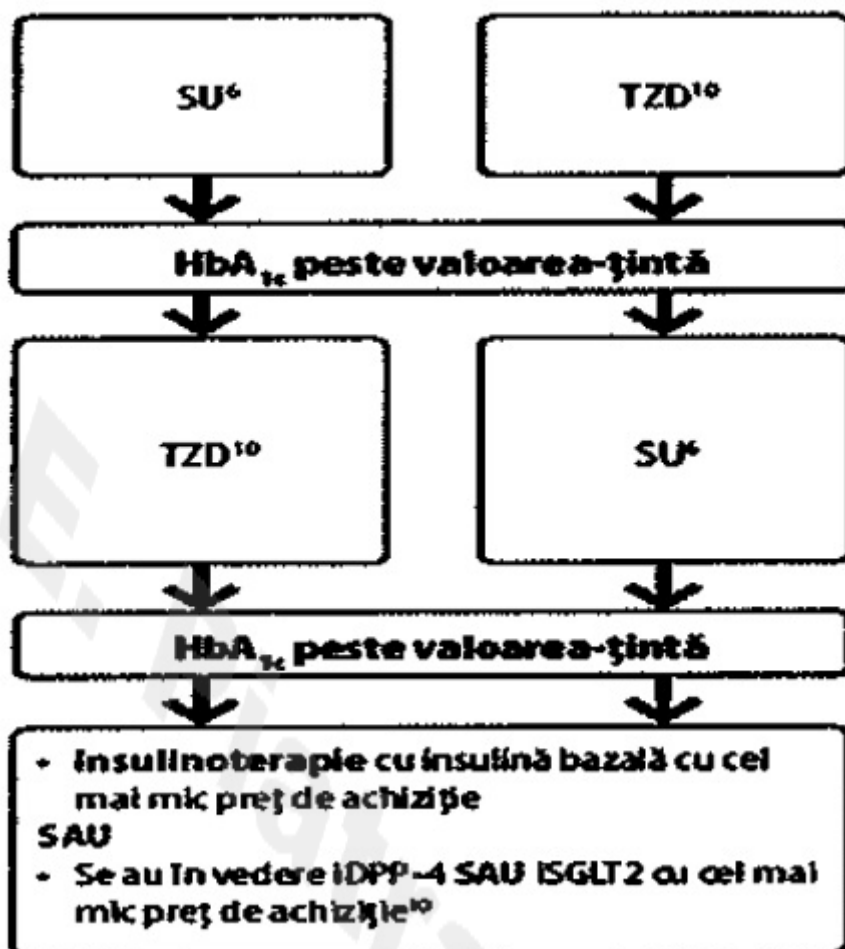 SU⁶
TZD¹⁰
HbA₁c peste valoarea-țintă
TZD¹⁰
SU⁶
HbA₁c peste valoarea-țintă
• Insulinoterapie cu insulină bazală cu cel
mai mic preț de achiziție
SAU
• Se au în vedere iDPP-4 SAU iSGLT2 cu cel mai
mic preț de achiziție¹⁰